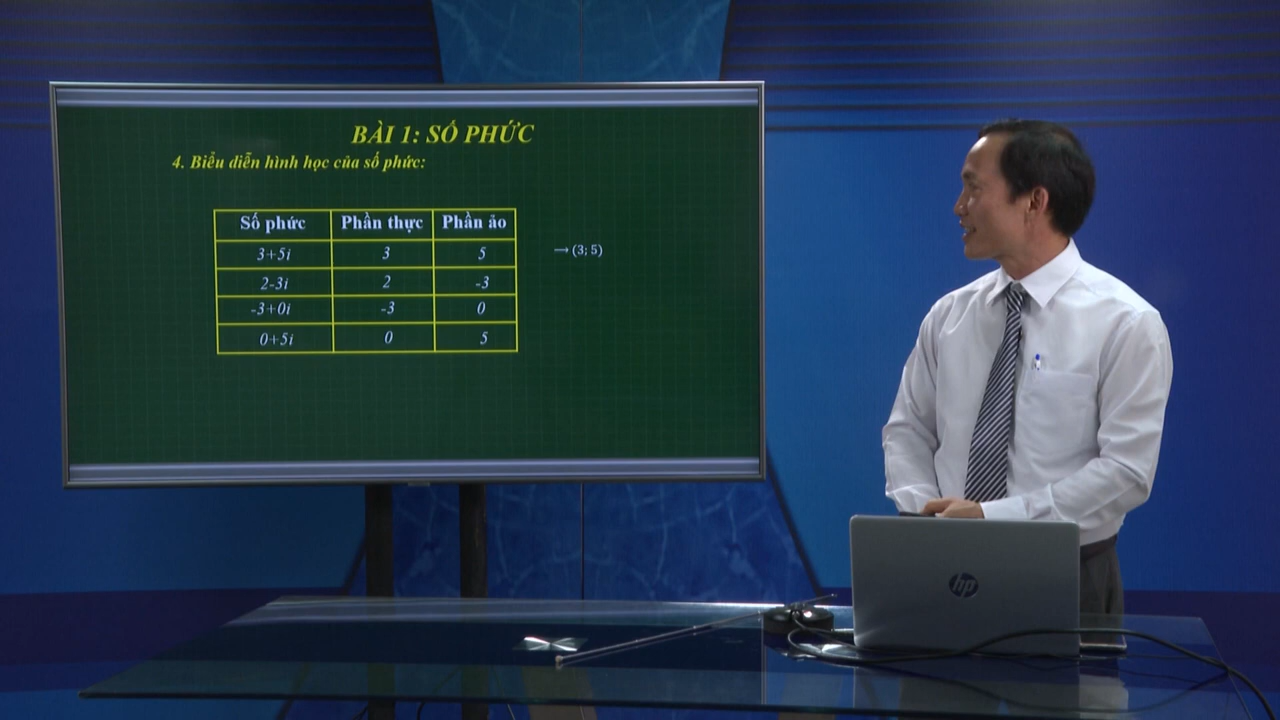 BÀI 1: SỐ PHỨC
4. Biểu diễn hình học của số phức:
Số phức Phần thực Phần ảo
3+5i 3 5 → (3; 5)
2-3i 2 -3
-3+0i -3 0
0+5i 0 5
hp